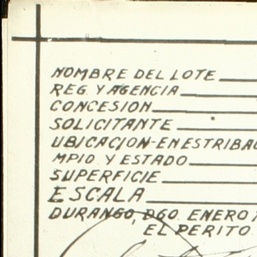 NOMBRE DEL LOTE
REG. Y AGENCIA
CONCESION
SOLICITANTE
UBICACION-EN ESTRIBAC
MPIO. Y ESTADO
SUPERFICIE
ESCALA
DURANGO, DGO. ENERO
EL PERITO.